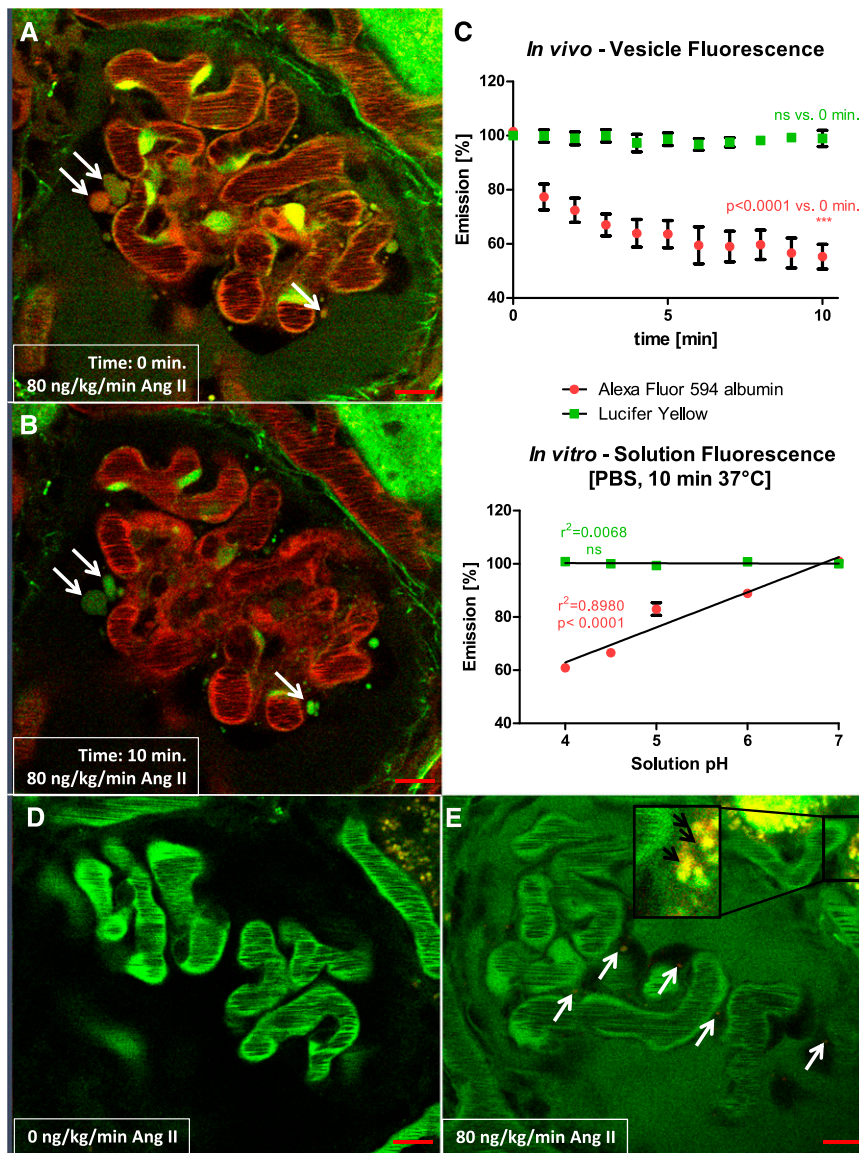 A
Time: 0 min.
80 ng/kg/min Ang II
B
Time: 10 min.
80 ng/kg/min Ang II
C
In vivo - Vesicle Fluorescence
120
100
80
60
40
Emission [%]
ns vs. 0 min.
p<0.0001 vs. 0 min.
***
0
5
10
time [min]
Alexa Fluor 594 albumin
Lucifer Yellow
In vitro - Solution Fluorescence
[PBS, 10 min 37°C]
120
100
80
60
40
Emission [%]
r²=0.0068
ns
r²=0.8980
p< 0.0001
4
5
6
7
Solution pH
D
0 ng/kg/min Ang II
E
80 ng/kg/min Ang II